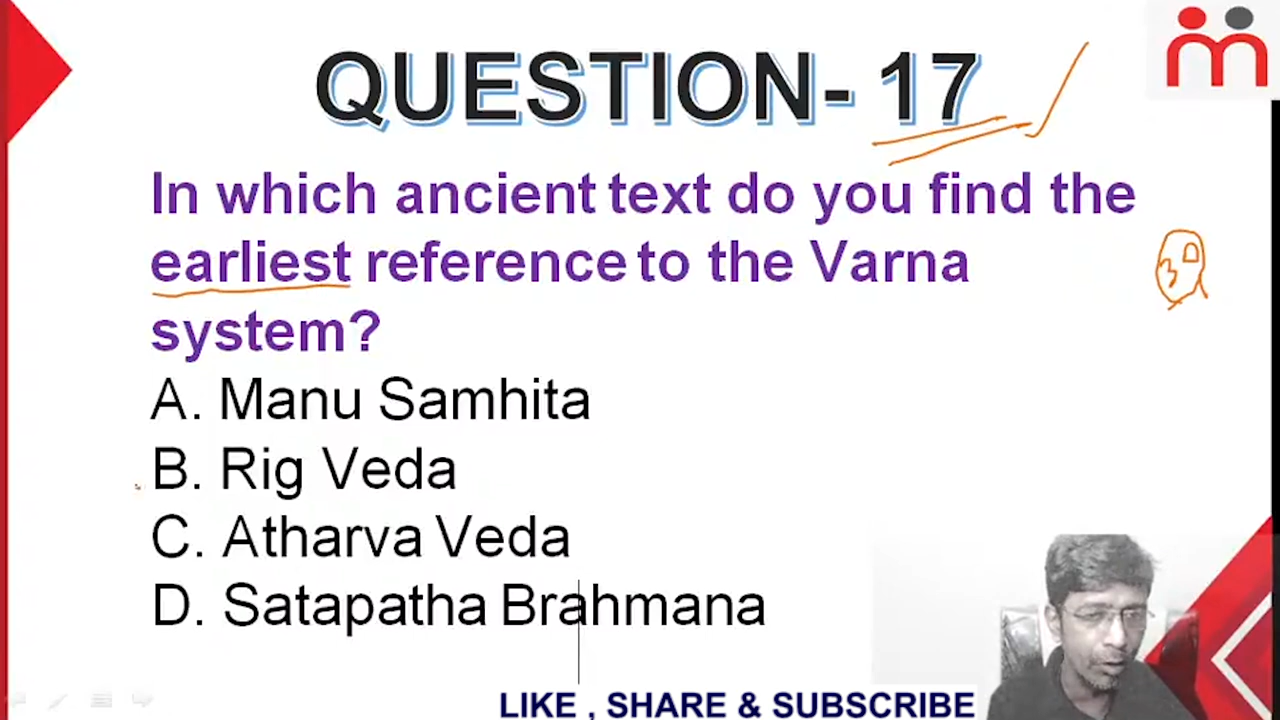 QUESTION- 17
In which ancient text do you find the
earliest reference to the Varna
system?
A. Manu Samhita
B. Rig Veda
C. Atharva Veda
D. Satapatha Brahmana
LIKE , SHARE & SUBSCRIBE